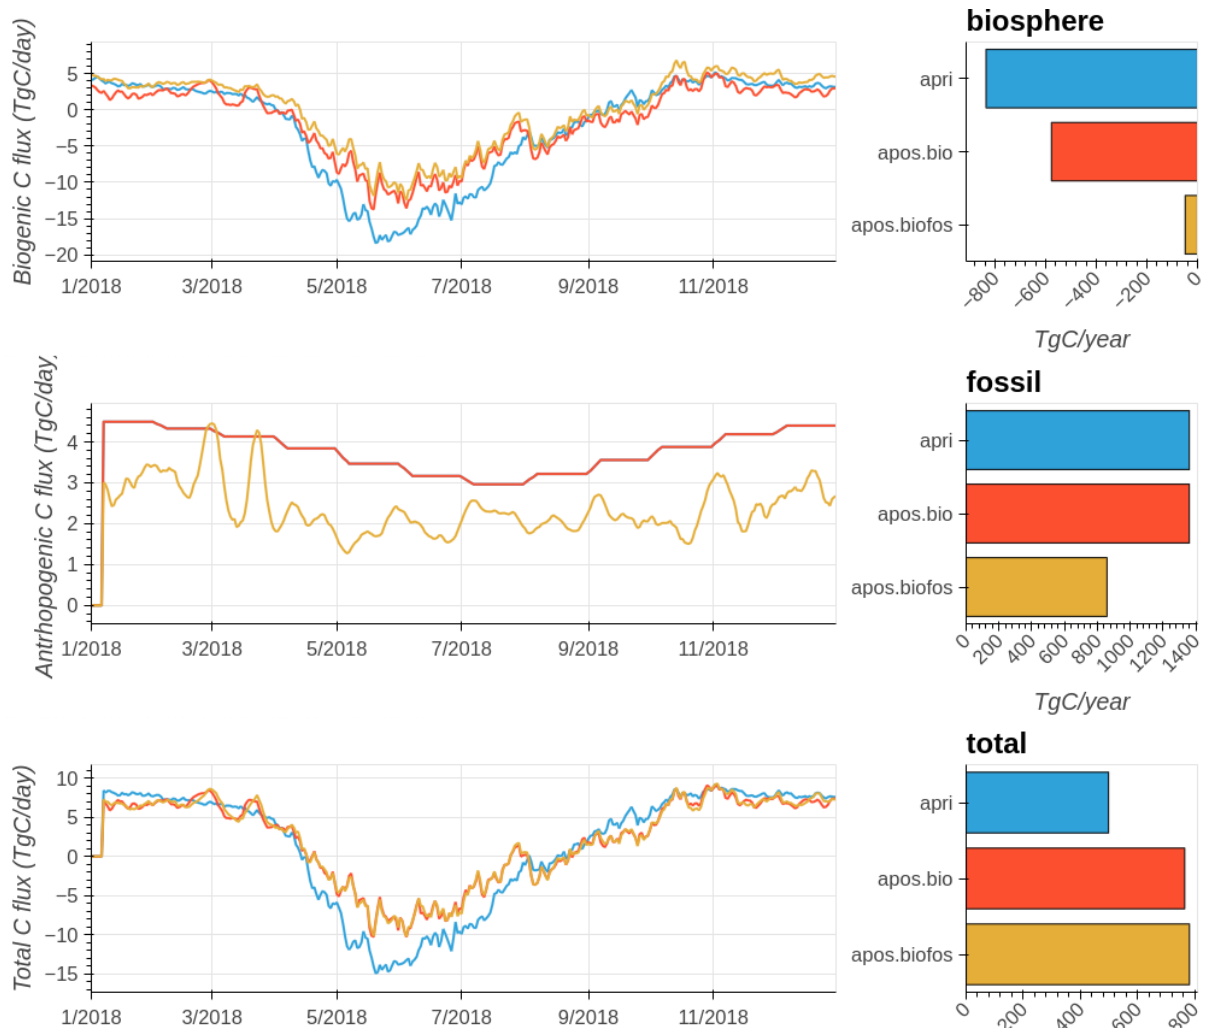 biosphere
Biogenic C flux (TgC/day)
5
0
−5
−10
−15
−20
1/2018 3/2018 5/2018 7/2018 9/2018 11/2018
apri
apos.bio
apos.biofos
−800 −600 −400 −200 0
TgC/year
fossil
Antrhopogenic C flux (TgC/day)
4
3
2
1
0
1/2018 3/2018 5/2018 7/2018 9/2018 11/2018
apri
apos.bio
apos.biofos
0 200 400 600 800 1000 1200 1400
TgC/year
total
Total C flux (TgC/day)
10
5
0
−5
−10
−15
1/2018 3/2018 5/2018 7/2018 9/2018 11/2018
apri
apos.bio
apos.biofos
0 200 400 600 800